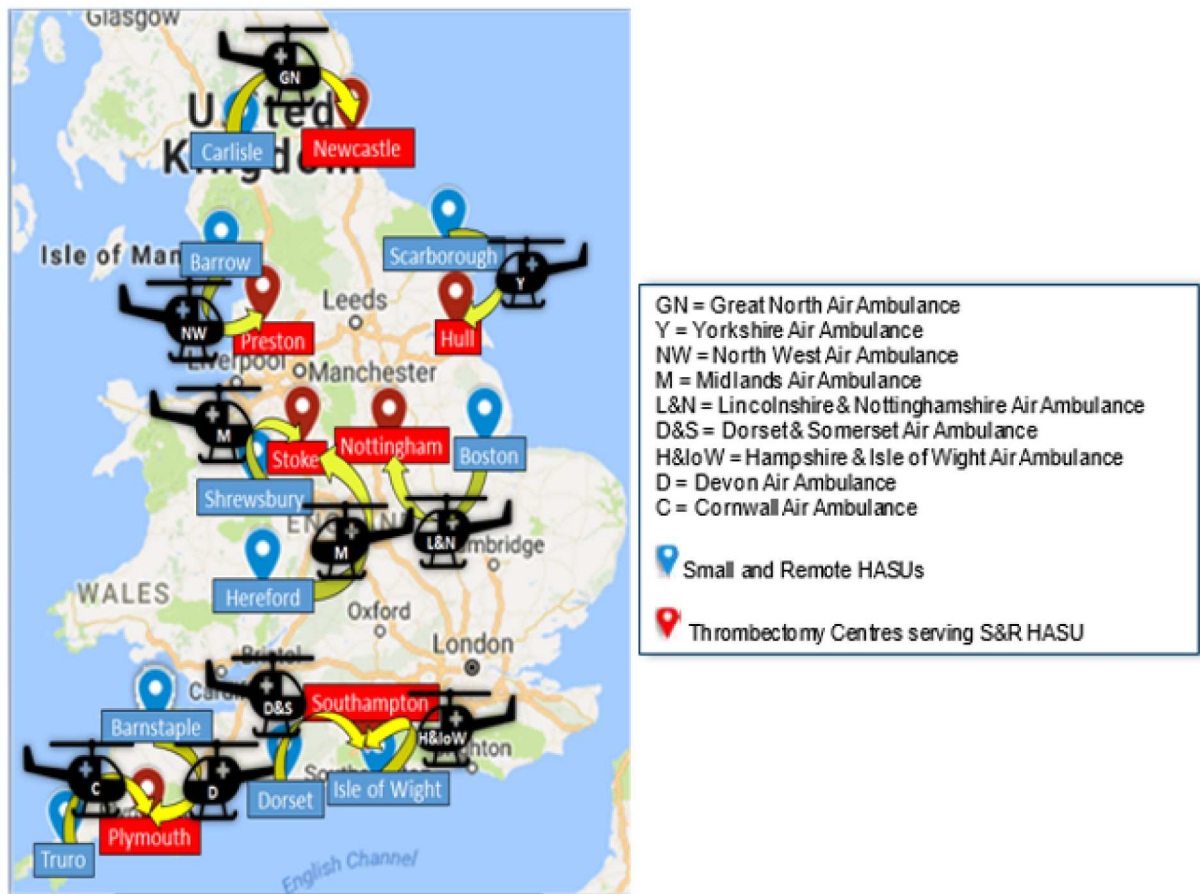 Glasgow
GN
United
Kingdom
Carlisle
Newcastle
Isle of Man
Barrow
Scarborough
Y
NW
Leeds
Preston
Hull
Liverpool
Manchester
M
Stoke
Nottingham
Boston
Shrewsbury
M
L&N
WALES
Hereford
Oxford
London
Bristol
D&S
Southampton
H&IoW
Barnstaple
C
D
Dorset
Isle of Wight
Plymouth
Truro
English Channel
GN = Great North Air Ambulance
Y = Yorkshire Air Ambulance
NW = North West Air Ambulance
M = Midlands Air Ambulance
L&N = Lincolnshire & Nottinghamshire Air Ambulance
D&S = Dorset & Somerset Air Ambulance
H&IoW = Hampshire & Isle of Wight Air Ambulance
D = Devon Air Ambulance
C = Cornwall Air Ambulance
Small and Remote HASUs
Thrombectomy Centres serving S&R HASU